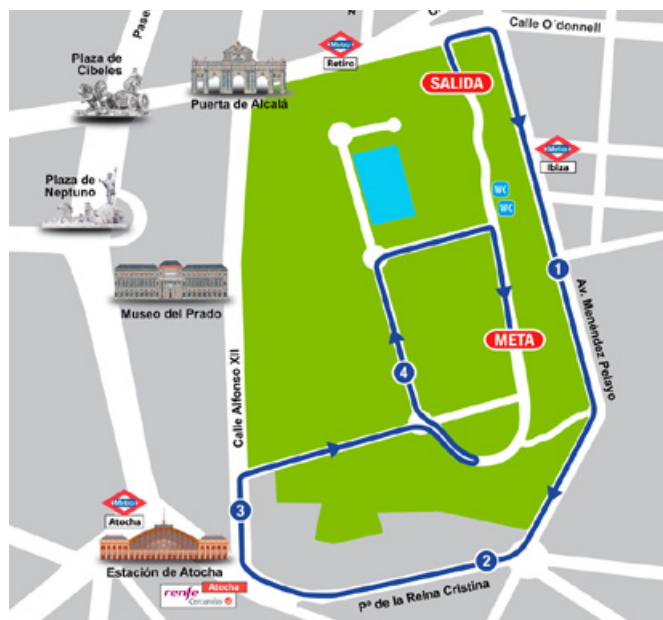 Calle O´donnell
Plaza de
Cibeles
Metro
Retiro
SALIDA
Puerta de Alcalá
Metro
Ibiza
Plaza de
Neptuno
WC
WC
1
Av. Menéndez Pelayo
Museo del Prado
META
Calle Alfonso XII
4
3
Metro
Atocha
2
Estación de Atocha
renfe
Cercanías
Atocha
Pª de la Reina Cristina